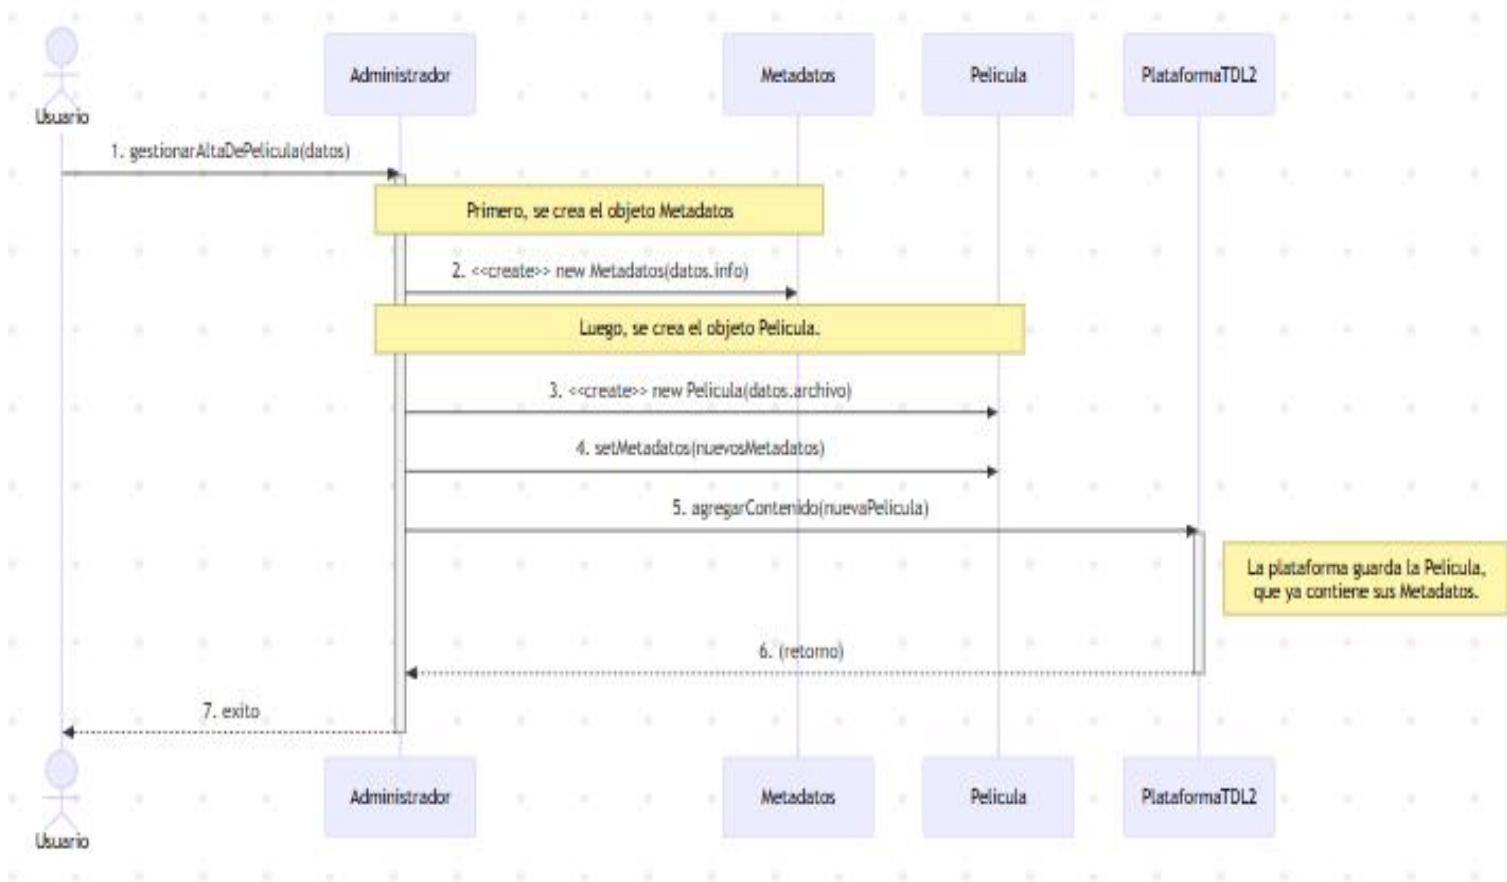 Usuario
Administrador
Metadatos
Pelicula
PlataformaTDL2
1. gestionarAltaDePelicula(datos)
Primero, se crea el objeto Metadatos
2. <<create>> new Metadatos(datos.info)
Luego, se crea el objeto Pelicula.
3. <<create>> new Pelicula(datos.archivo)
4. setMetadatos(nuevosMetadatos)
5. agregarContenido(nuevaPelicula)
La plataforma guarda la Pelicula,
que ya contiene sus Metadatos.
6. (retorno)
7. exito
Usuario
Administrador
Metadatos
Pelicula
PlataformaTDL2